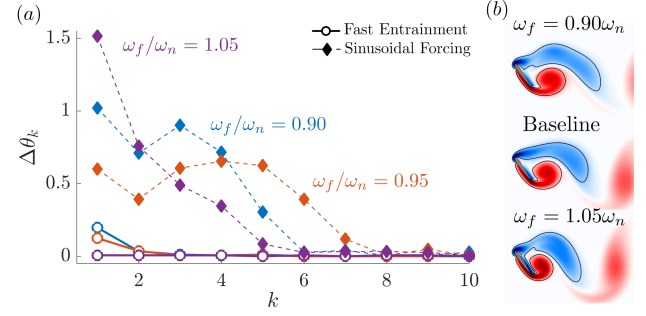 (a)
Fast Entrainment
Sinusoidal Forcing
ω_f/ω_n = 1.05
ω_f/ω_n = 0.90
ω_f/ω_n = 0.95
Δθ_k
1.5
1
0.5
0
2
4
6
8
10
k
(b)
ω_f = 0.90ω_n
Baseline
ω_f = 1.05ω_n